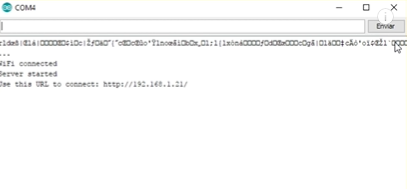 COM4
Enviar
...
WiFi connected
Server started
Use this URL to connect: http://192.168.1.21/